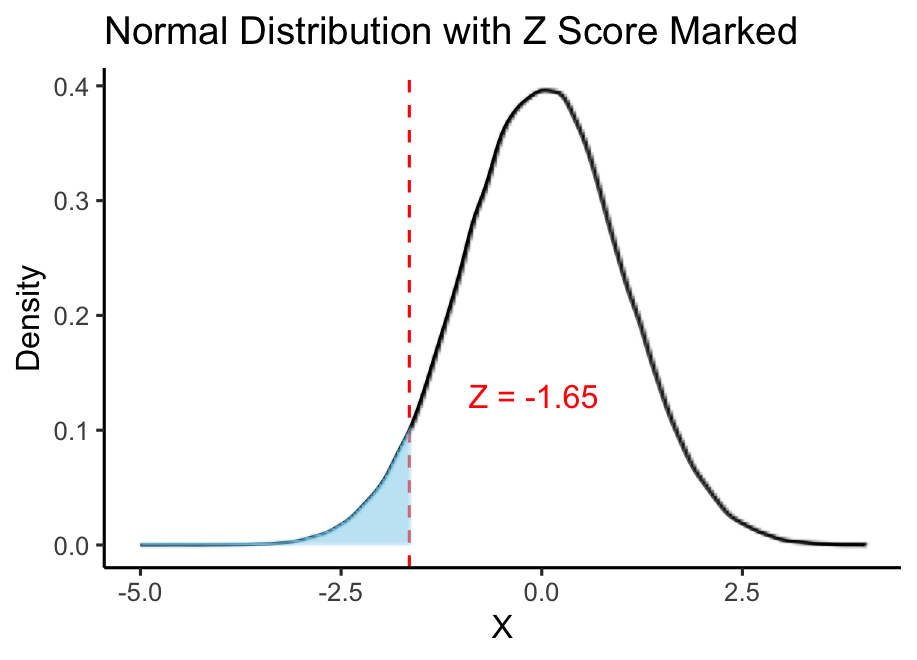 Normal Distribution with Z Score Marked
0.4
0.3
0.2
0.1
0.0
Density
Z = -1.65
-5.0 -2.5 0.0 2.5
X